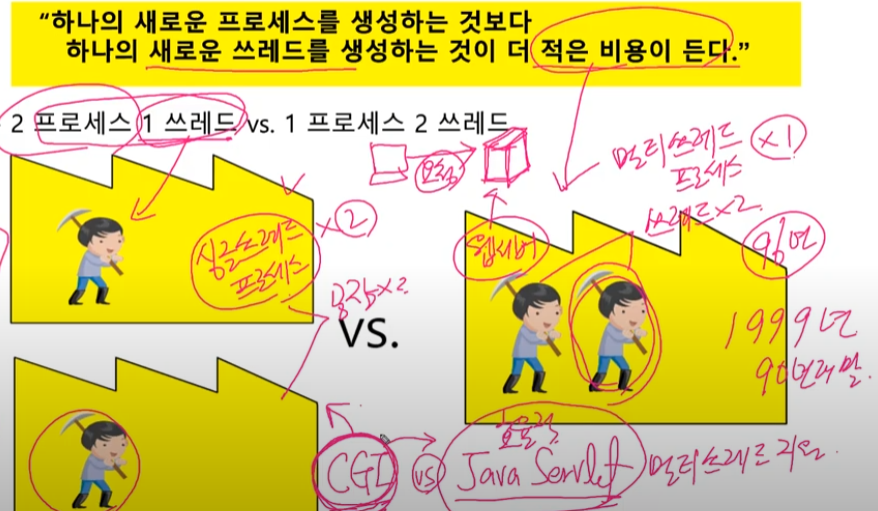 “하나의 새로운 프로세스를 생성하는 것보다
하나의 새로운 쓰레드를 생성하는 것이 더 적은 비용이 든다.”
2 프로세스 1 쓰레드 vs. 1 프로세스 2 쓰레드
요청
멀티쓰레드 x1
프로세스
쓰레드x2.
싱글쓰레드 x2
프로세스
웹서버
96년
공장x2
VS.
1999년
90년대 말.
효율적
CGI vs Java Servlet 멀티쓰레드 지원.